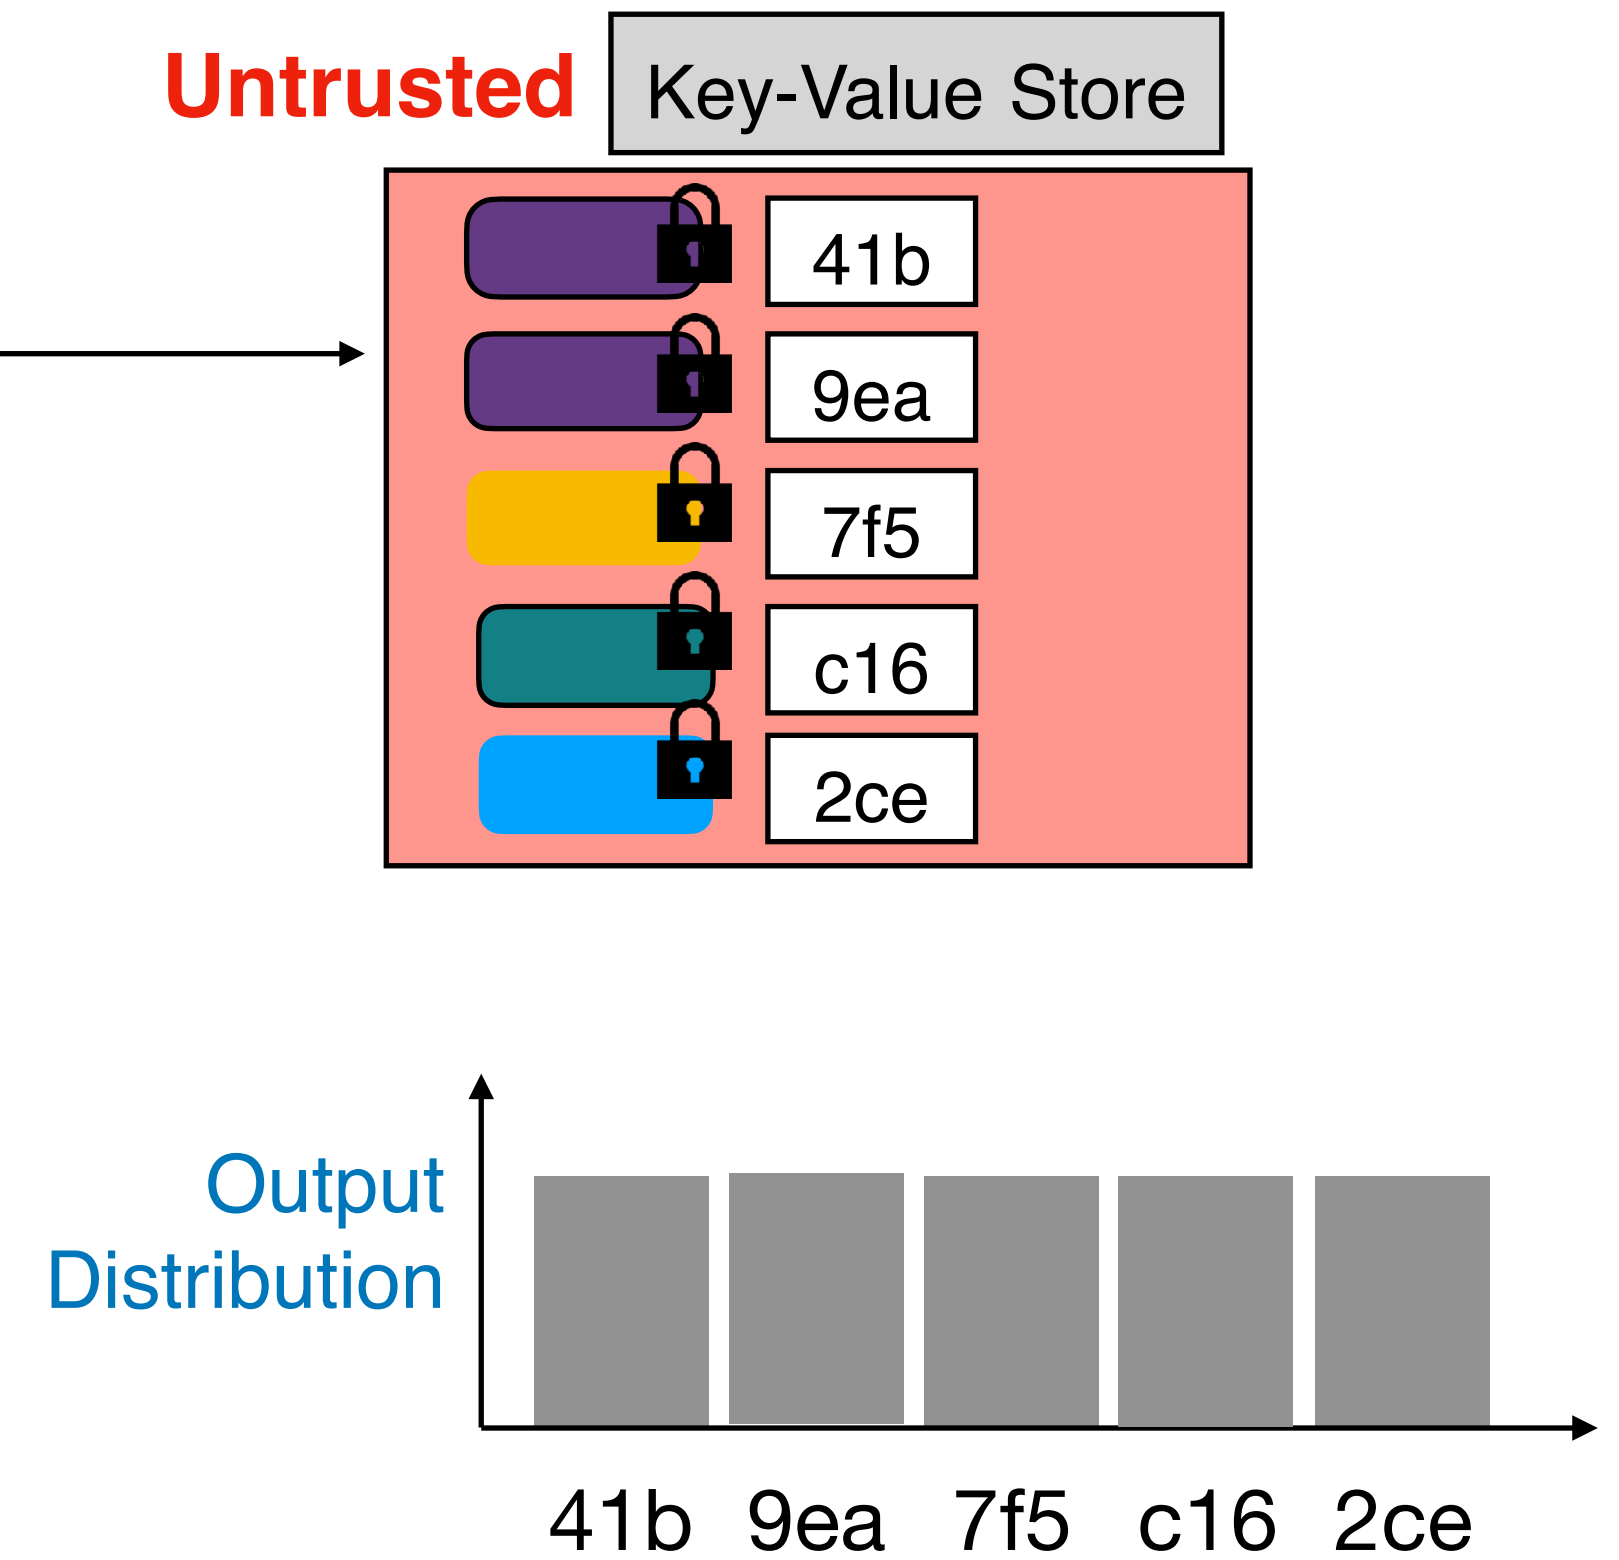 Untrusted
Key-Value Store
41b
9ea
7f5
c16
2ce
Output
Distribution
41b 9ea 7f5 c16 2ce